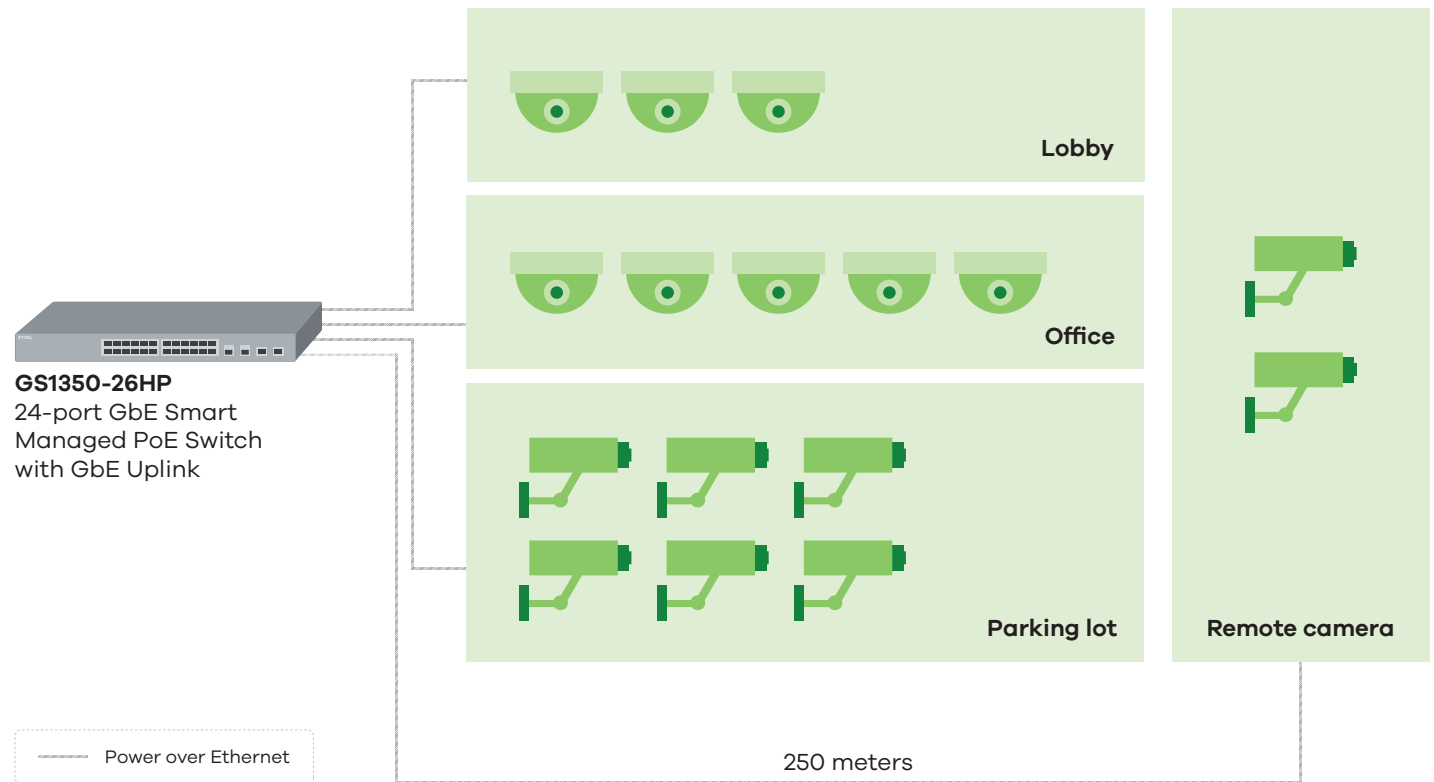 Lobby
Office
GS1350-26HP
24-port GbE Smart
Managed PoE Switch
with GbE Uplink
Parking lot
Remote camera
Power over Ethernet
250 meters